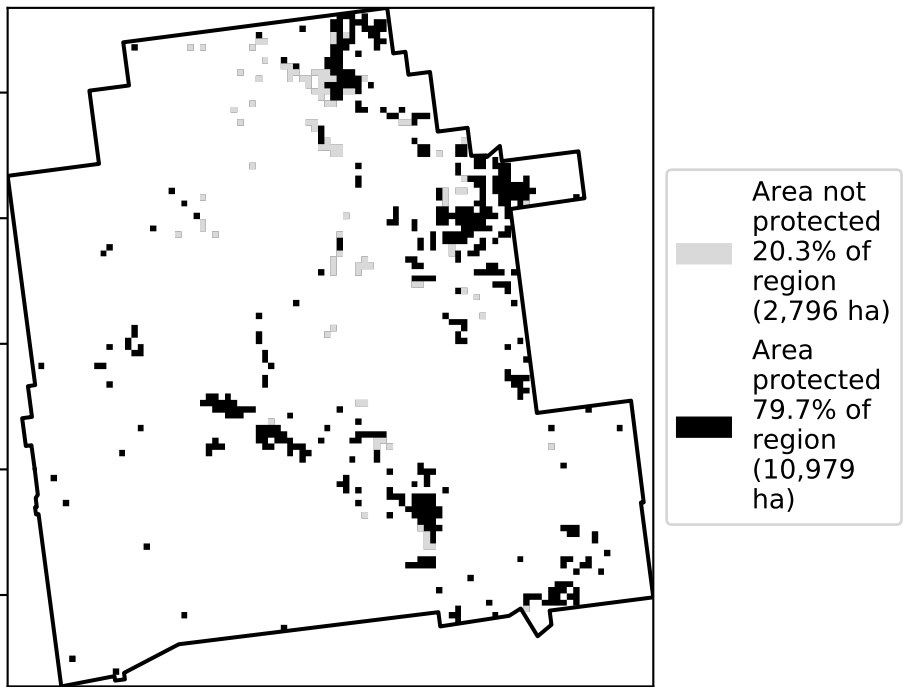 Area not
protected
20.3% of
region
(2,796 ha)
Area
protected
79.7% of
region
(10,979
ha)